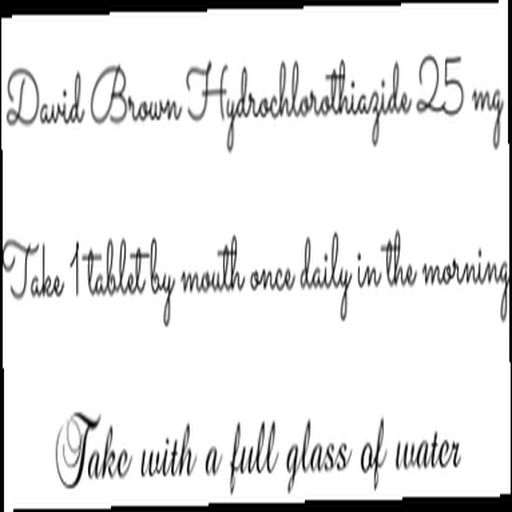 David Brown Hydrochlorothiazide 25 mg
Take 1 tablet by mouth once daily in the morning
Take with a full glass of water